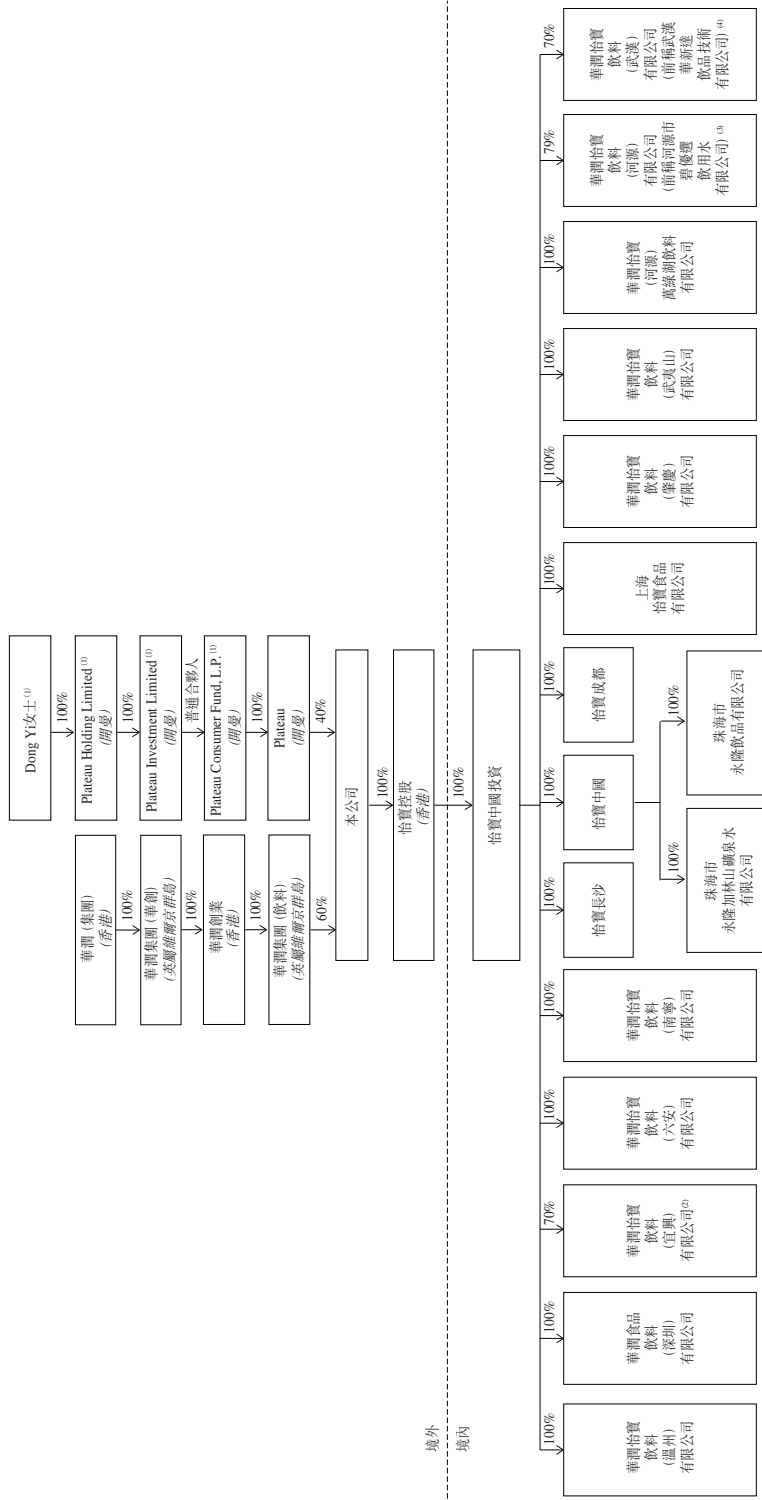 Dong Yi女士⁽¹⁾
100%
華潤 (集團)
(香港)
Plateau Holding Limited⁽¹⁾
(開曼)
100%
100%
華潤集團 (華創)
(英屬維爾京群島)
Plateau Investment Limited⁽¹⁾
(開曼)
100%
普通合夥人
華潤創業
(香港)
Plateau Consumer Fund, L.P.⁽¹⁾
(開曼)
100%
100%
華潤集團 (飲料)
(英屬維爾京群島)
Plateau
(開曼)
60%
40%
本公司
100%
怡寶控股
(香港)
境外
境內
100%
怡寶中國投資
100%
華潤怡寶
飲料
(溫州)
有限公司
100%
華潤食品
飲料
(深圳)
有限公司
70%
華潤怡寶
飲料
(宜興)
有限公司⁽²⁾
100%
華潤怡寶
飲料
(六安)
有限公司
100%
華潤怡寶
飲料
(南寧)
有限公司
100%
怡寶長沙
100%
怡寶中國
100%
怡寶成都
100%
珠海市
永隆加林山礦泉水
有限公司
100%
珠海市
永隆飲品有限公司
100%
上海
怡寶食品
有限公司
100%
華潤怡寶
飲料
(肇慶)
有限公司
100%
華潤怡寶
飲料
(武夷山)
有限公司
100%
華潤怡寶
(河源)
萬綠湖飲料
有限公司
79%
華潤怡寶
飲料
(河源)
有限公司
(前稱河源市
碧優選
飲用水
有限公司)⁽³⁾
70%
華潤怡寶
飲料
(武漢)
有限公司
(前稱武漢
華新達
飲品技術
有限公司)⁽⁴⁾